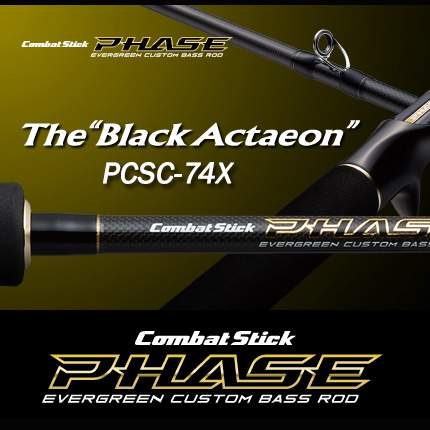 Combat Stick PHASE
EVERGREEN CUSTOM BASS ROD
The "Black Actaeon"
PCSC-74X
Combat Stick PHAS
EVERGREEN CUSTOM BASS
Combat Stick
PHASE
EVERGREEN CUSTOM BASS ROD